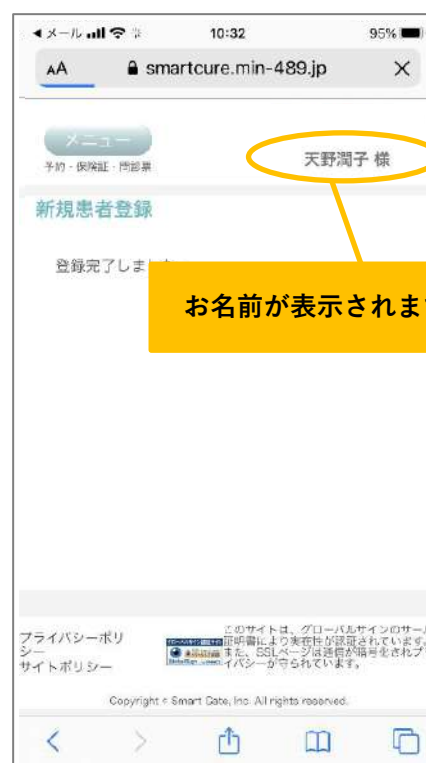 メール
10:32
95%
AA
smartcure.min-489.jp
メニュー
予約・保険証・問診票
天野潤子 様
新規患者登録
登録完了しまし
お名前が表示されます
このサイトは、グローバルサインのサー
プライバシーポリ
証明書により実在性が認証されています。
シー
また、SSLページは通信が暗号化されプ
サイトポリシー
イバシーが守られています。
Copyright © Smart Gate, Inc. All rights reserved.